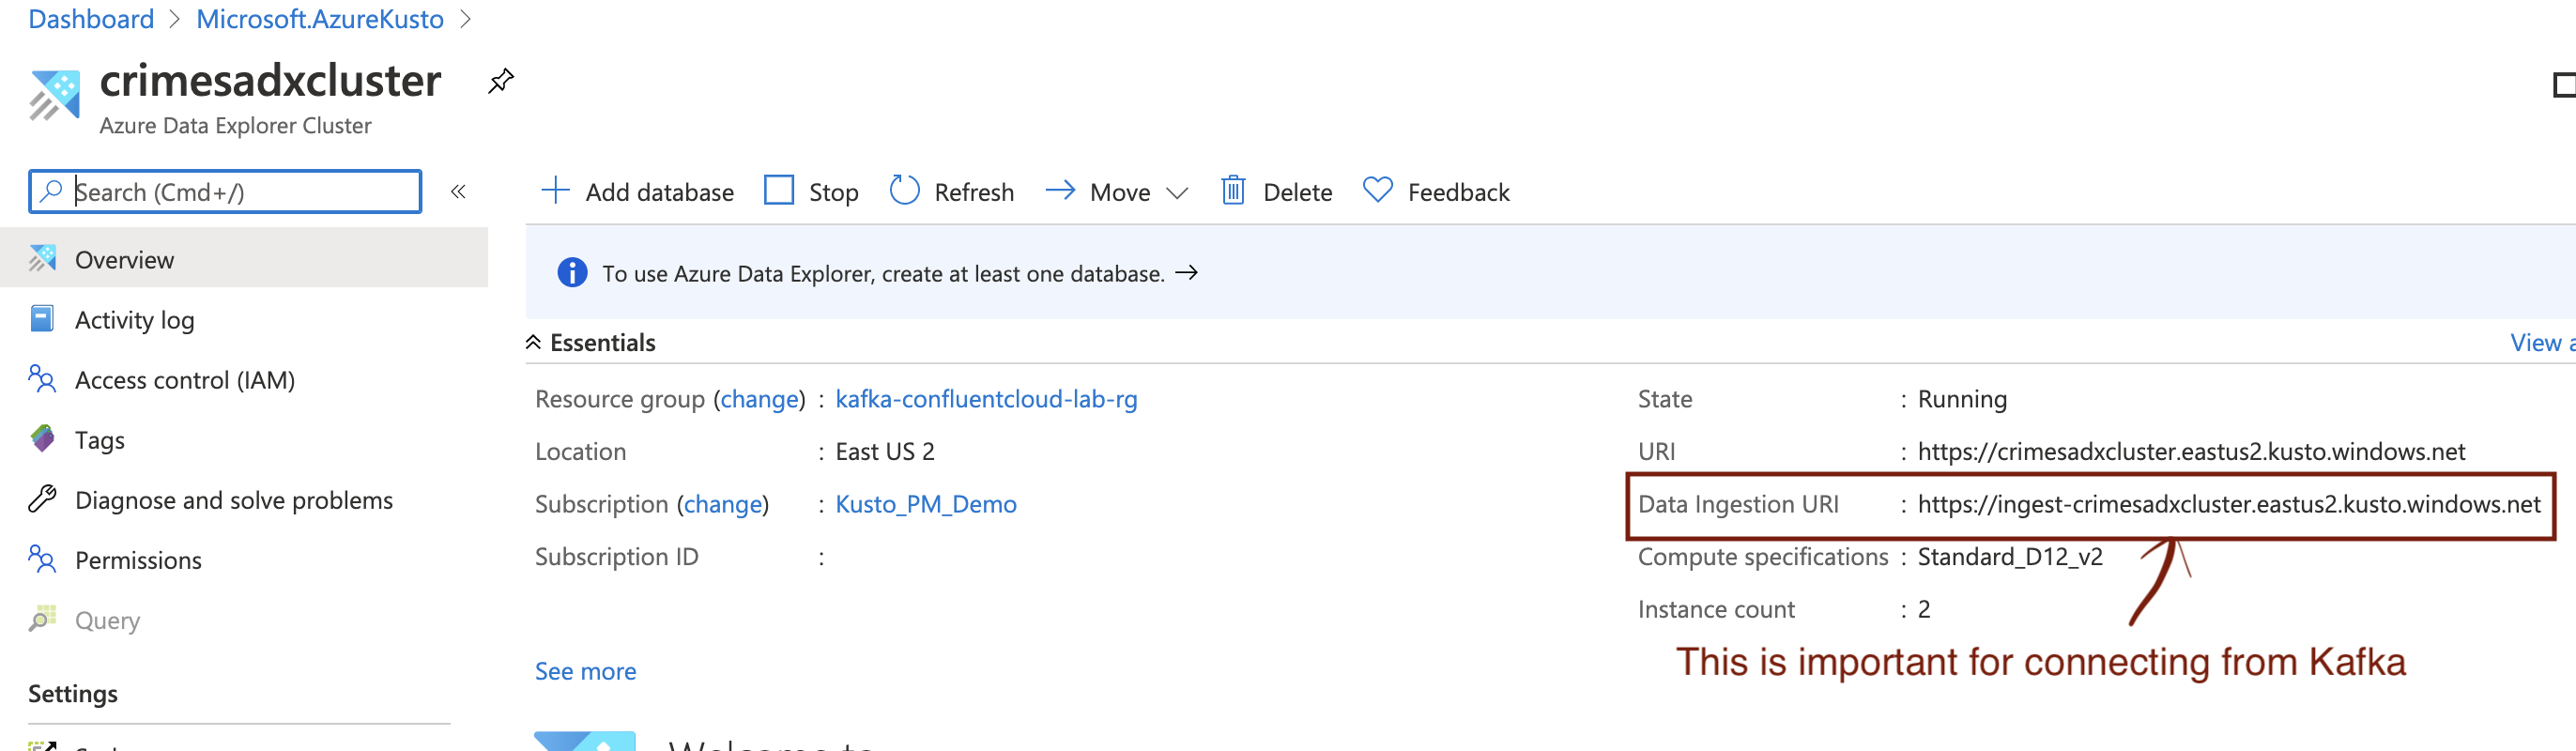 Dashboard > Microsoft.AzureKusto >
crimesadxcluster
Azure Data Explorer Cluster
Search (Cmd+/)
«
Add database Stop Refresh Move Delete Feedback
Overview
Activity log
Access control (IAM)
Tags
Diagnose and solve problems
Permissions
Query
Settings
To use Azure Data Explorer, create at least one database. →
Essentials
View
Resource group (change) : kafka-confluentcloud-lab-rg
Location : East US 2
Subscription (change) : Kusto_PM_Demo
Subscription ID :
See more
State : Running
URI : https://crimesadxcluster.eastus2.kusto.windows.net
Data Ingestion URI : https://ingest-crimesadxcluster.eastus2.kusto.windows.net
Compute specifications : Standard_D12_v2
Instance count : 2
This is important for connecting from Kafka
Welcome to